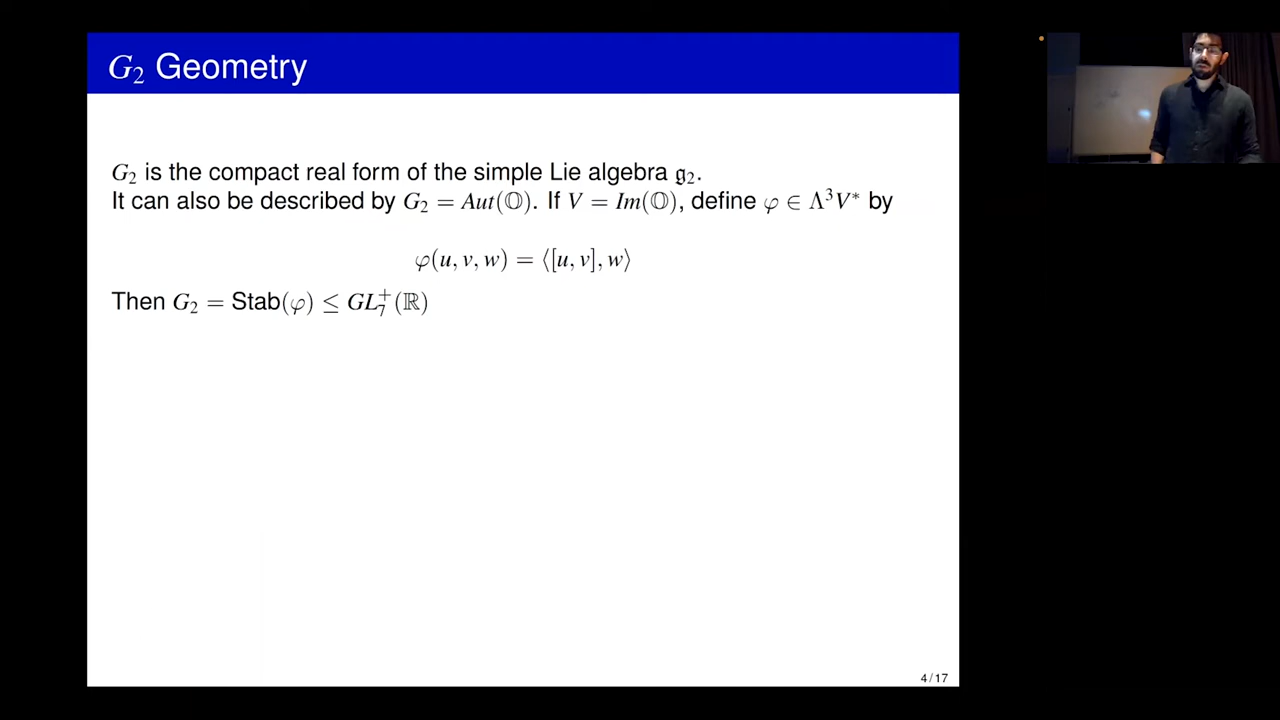 G₂ Geometry
G₂ is the compact real form of the simple Lie algebra 𝔤₂.
It can also be described by G₂ = Aut(𝕆). If V = Im(𝕆), define φ ∈ Λ³V* by
φ(u, v, w) = ⟨[u, v], w⟩
Then G₂ = Stab(φ) ≤ GL₇⁺(ℝ)
4 / 17